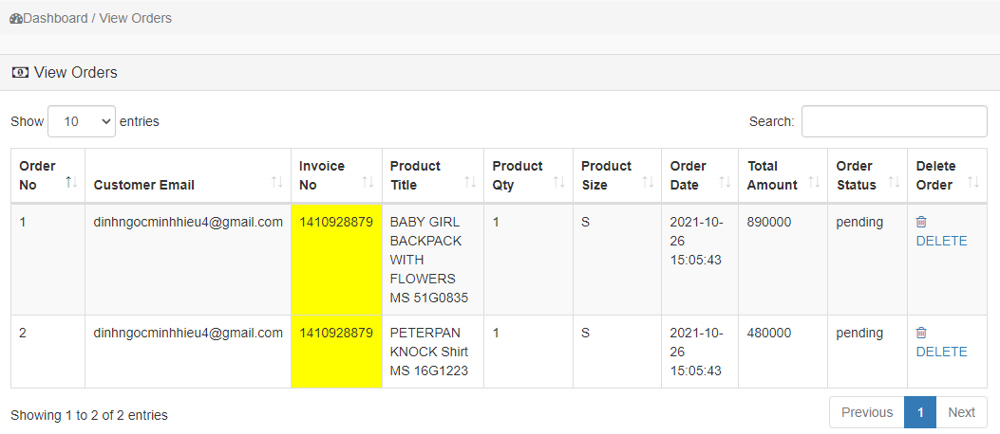 Dashboard / View Orders
View Orders
Show 10 entries
Search:
Order No
Customer Email
Invoice No
Product Title
Product Qty
Product Size
Order Date
Total Amount
Order Status
Delete Order
1
dinhngocminhhieu4@gmail.com
1410928879
BABY GIRL
BACKPACK
WITH
FLOWERS
MS 51G0835
1
S
2021-10-
26
15:05:43
890000
pending
DELETE
2
dinhngocminhhieu4@gmail.com
1410928879
PETERPAN
KNOCK Shirt
MS 16G1223
1
S
2021-10-
26
15:05:43
480000
pending
DELETE
Showing 1 to 2 of 2 entries
Previous 1 Next